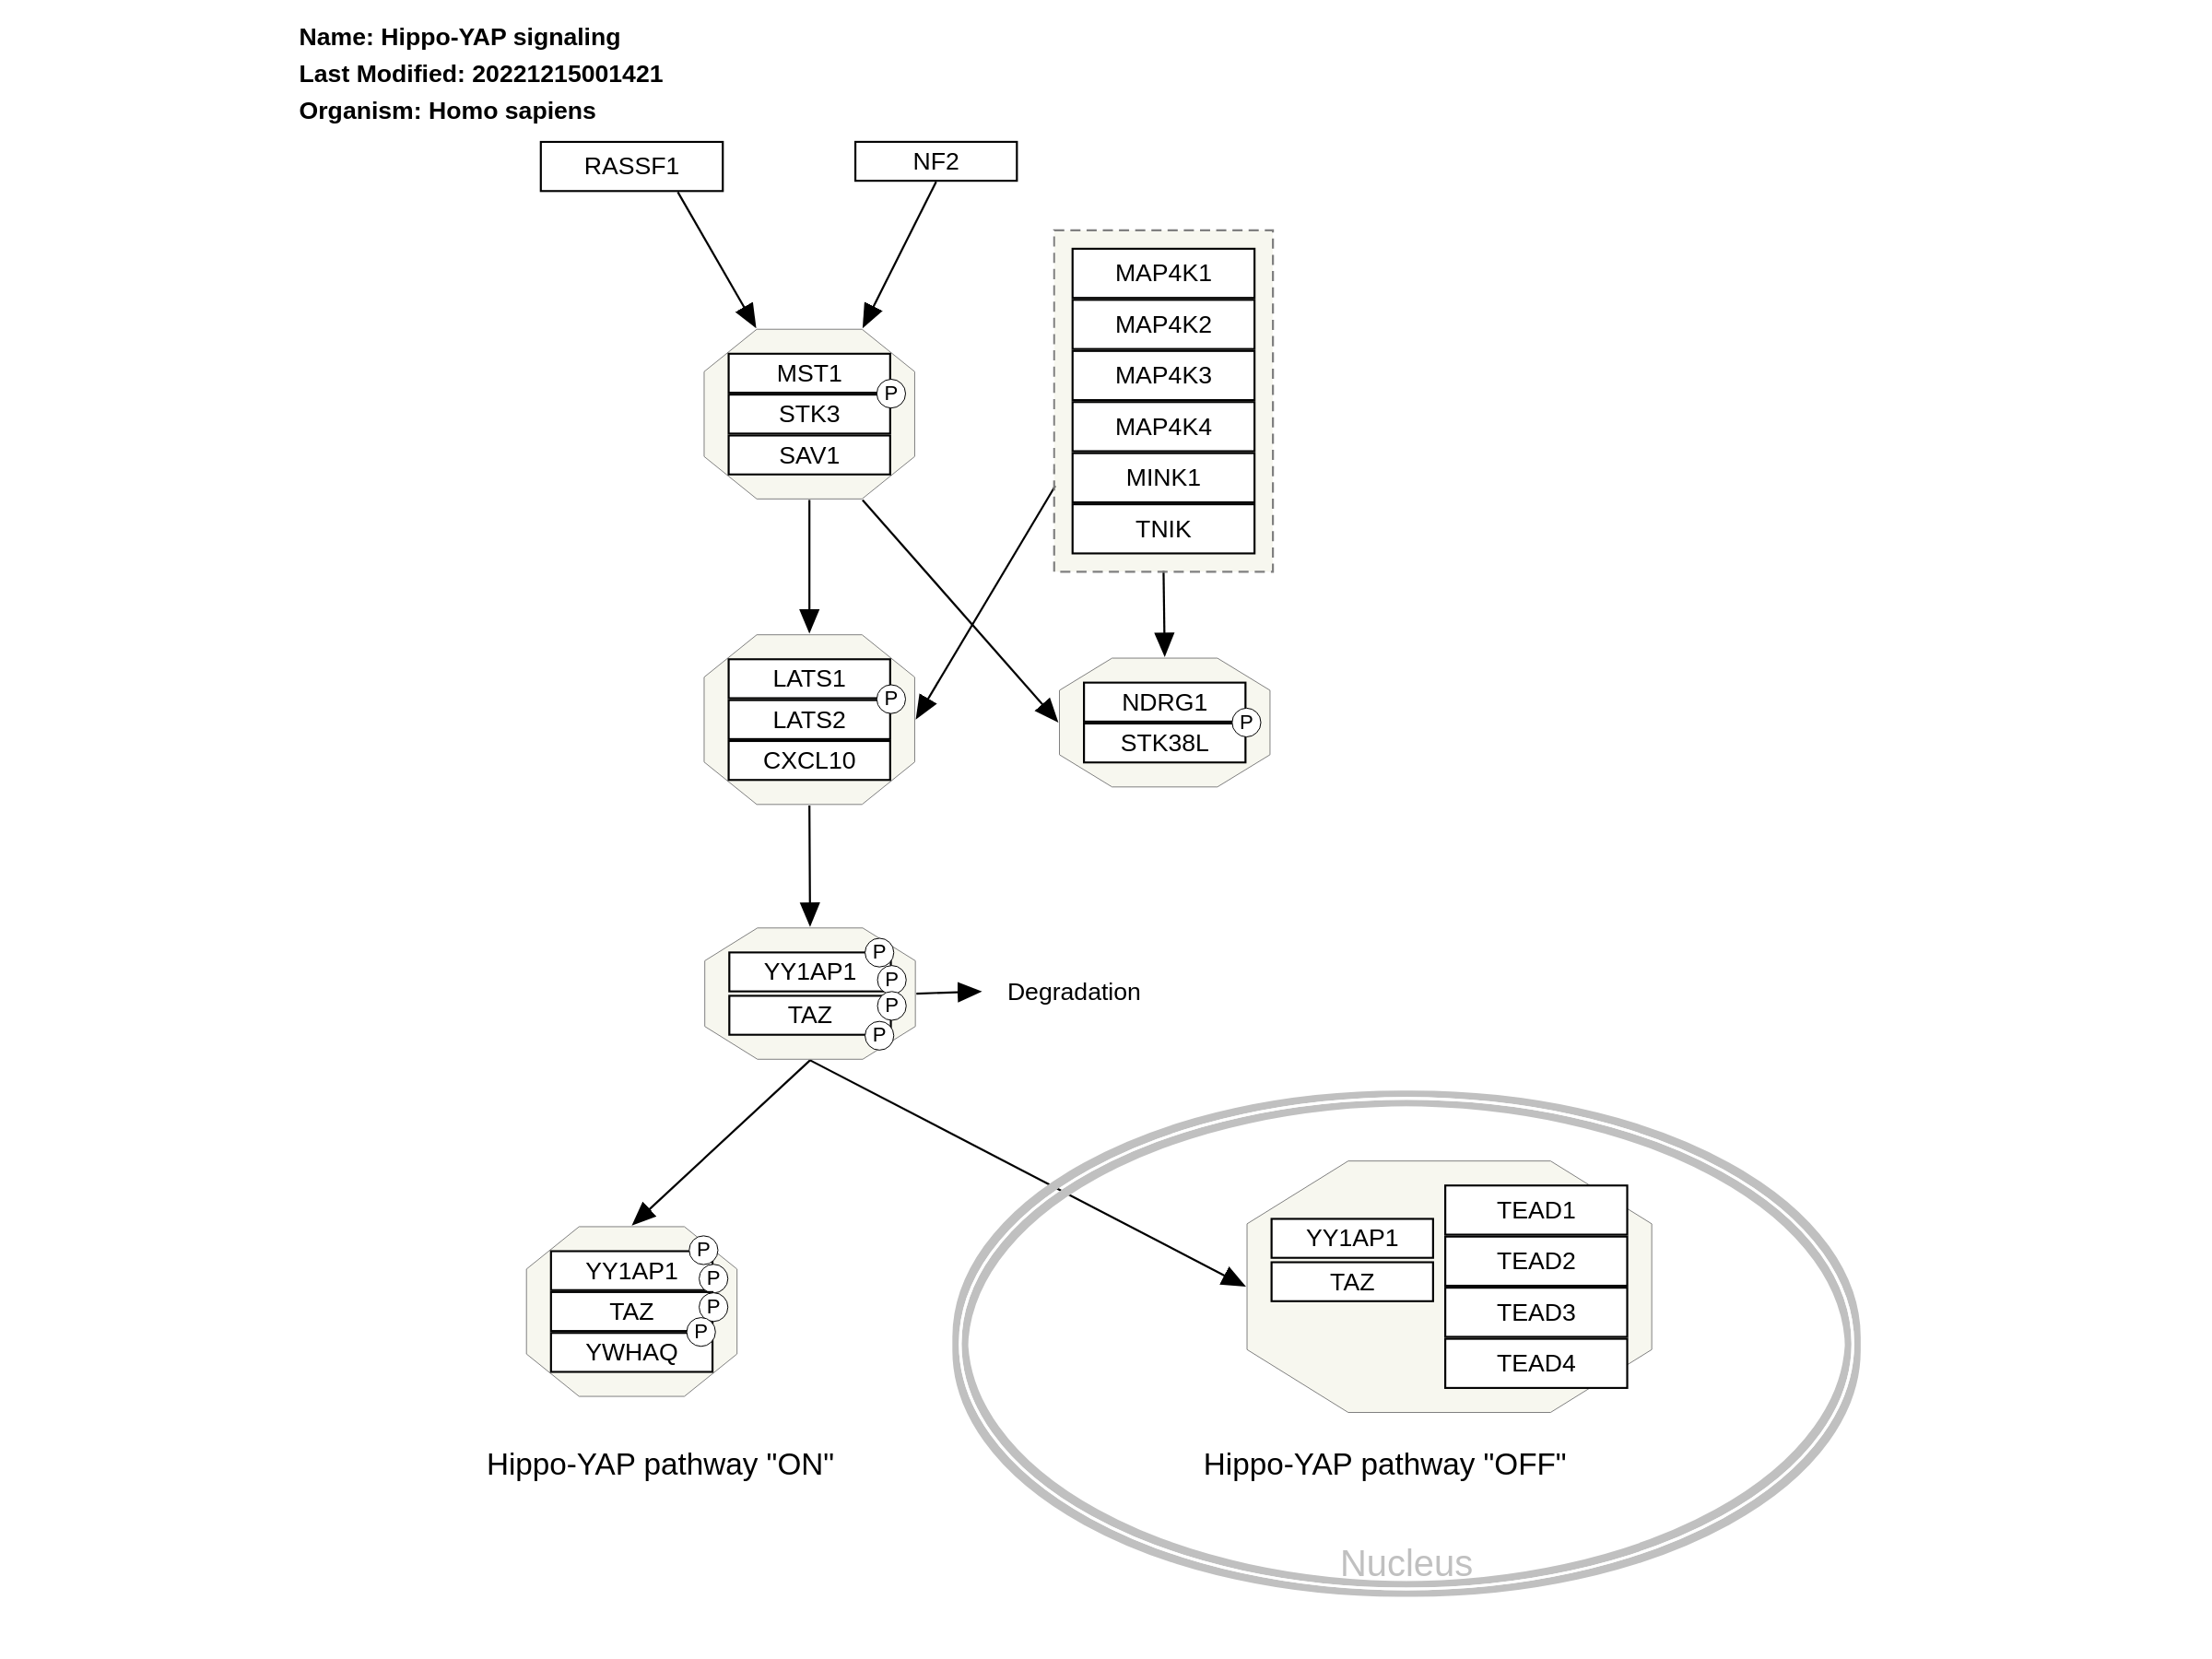 Name: Hippo-YAP signaling
Last Modified: 20221215001421
Organism: Homo sapiens
RASSF1
NF2
MAP4K1
MAP4K2
MAP4K3
MAP4K4
MINK1
TNIK
MST1
P
STK3
SAV1
LATS1
P
LATS2
CXCL10
NDRG1
P
STK38L
P
YY1AP1
P
P
TAZ
P
Degradation
P
YY1AP1
P
TAZ
P
P
YWHAQ
YY1AP1
TAZ
TEAD1
TEAD2
TEAD3
TEAD4
Hippo-YAP pathway "ON"
Hippo-YAP pathway "OFF"
Nucleus